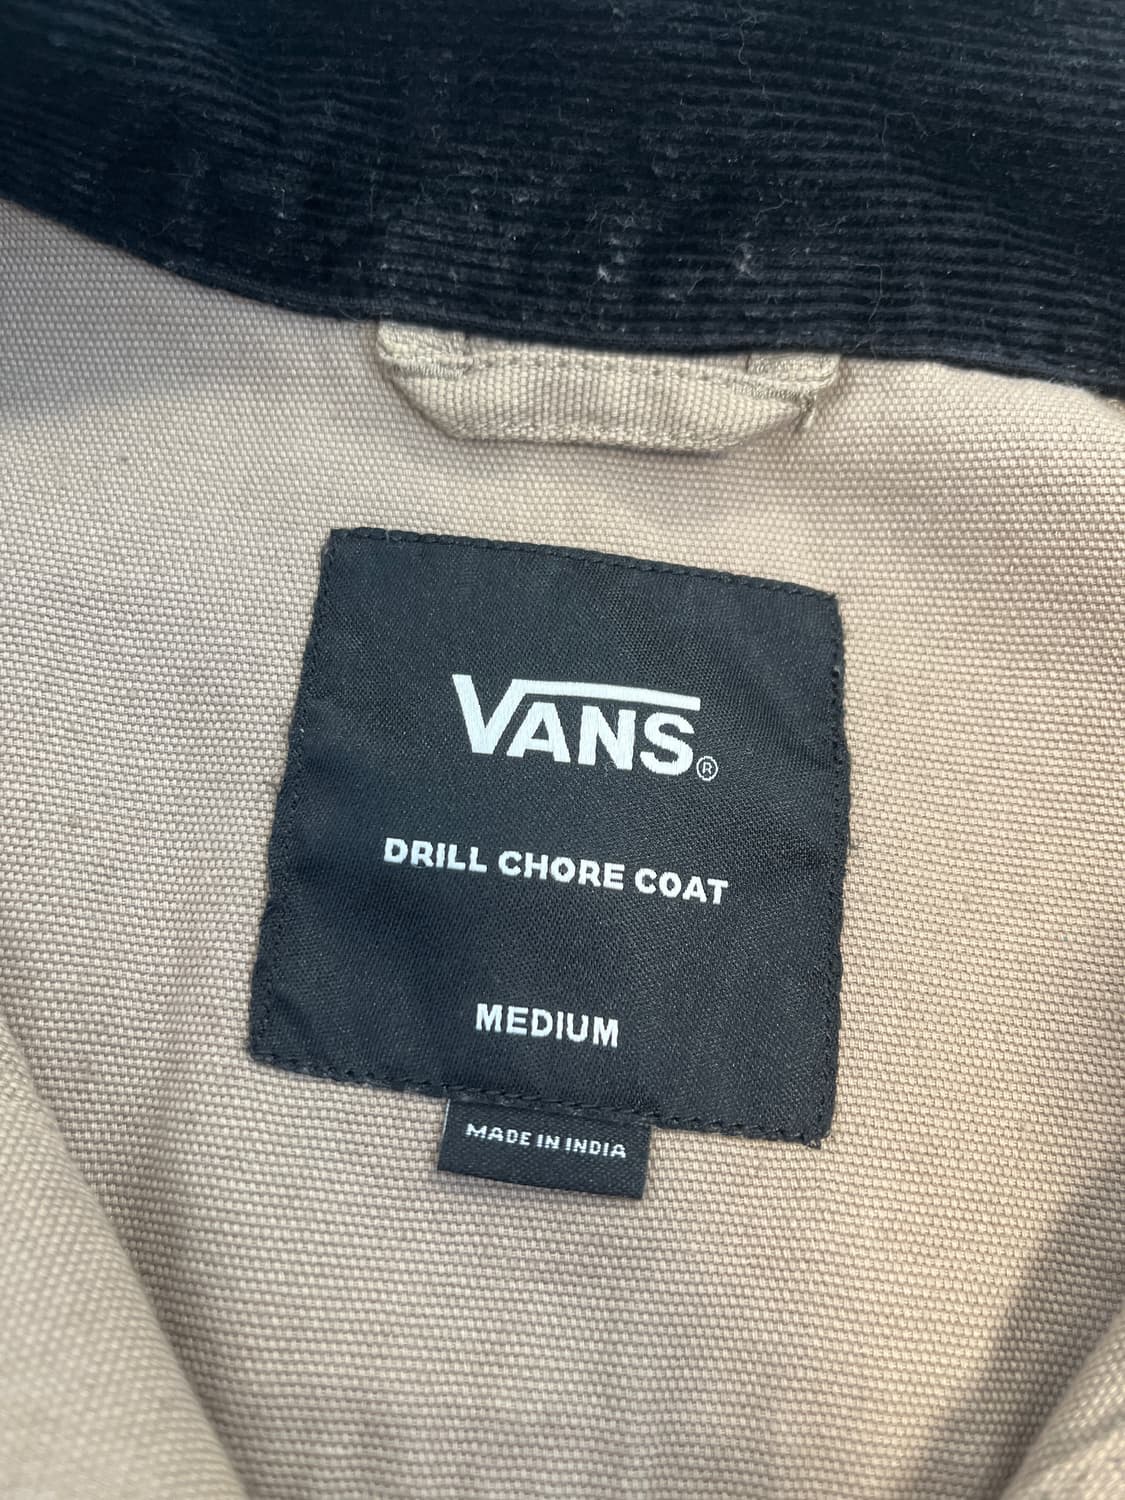 VANS®
DRILL CHORE COAT
MEDIUM
MADE IN INDIA